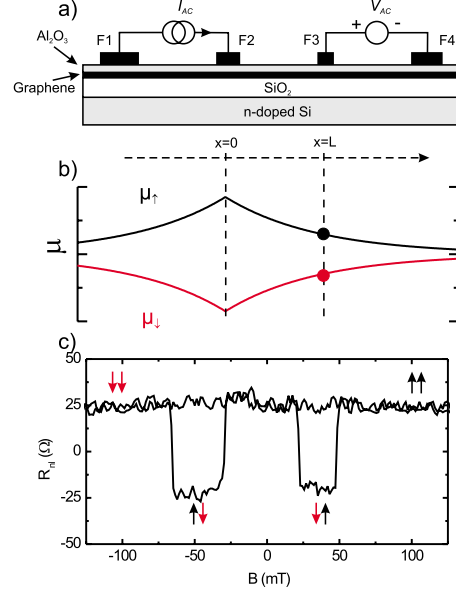 a)
I_AC
V_AC
Al₂O₃
F1
F2
F3
+
-
F4
Graphene
SiO₂
n-doped Si
x=0
x=L
b)
μ↑
μ
μ↓
c)
50
25
0
-25
-50
R_nl (Ω)
-100
-50
0
50
100
B (mT)